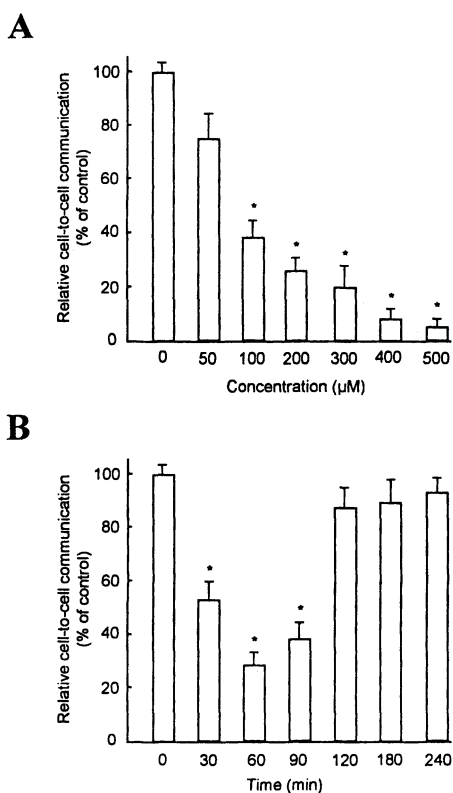 A
Relative cell-to-cell communication
(% of control)
100
80
60
40
20
0
*
*
*
*
*
0 50 100 200 300 400 500
Concentration (µM)
B
Relative cell-to-cell communication
(% of control)
100
80
60
40
20
0
*
*
*
0 30 60 90 120 180 240
Time (min)